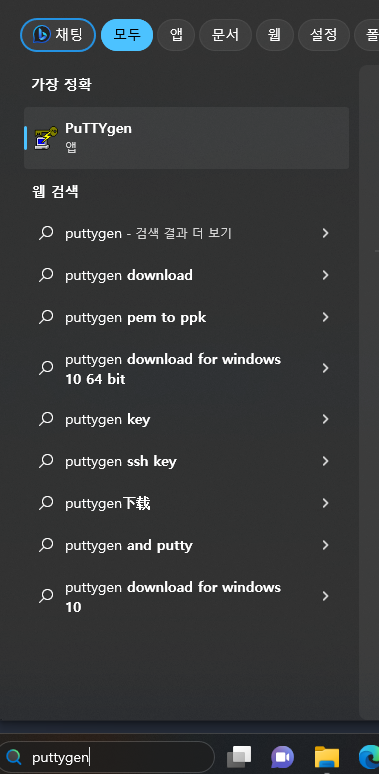 채팅 모두 앱 문서 웹 설정 폴
가장 정확
PuTTYgen
앱
웹 검색
puttygen - 검색 결과 더 보기
puttygen download
puttygen pem to ppk
puttygen download for windows
10 64 bit
puttygen key
puttygen ssh key
puttygen下载
puttygen and putty
puttygen download for windows
10
puttygen